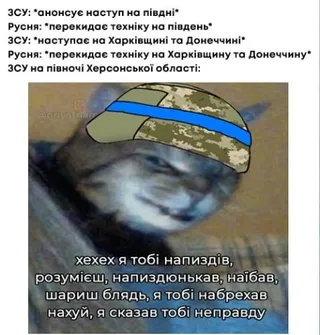 ЗСУ: *анонсує наступ на півдні*
Русня: *перекидає техніку на південь*
ЗСУ: *наступає на Харківщині та Донеччині*
Русня: *перекидає техніку на Харківщину та Донеччину*
ЗСУ на півночі Херсонської області:
хехех я тобі напиздів,
розумієш, напиздюнькав, наїбав,
шариш блядь, я тобі набрехав
нахуй, я сказав тобі неправду